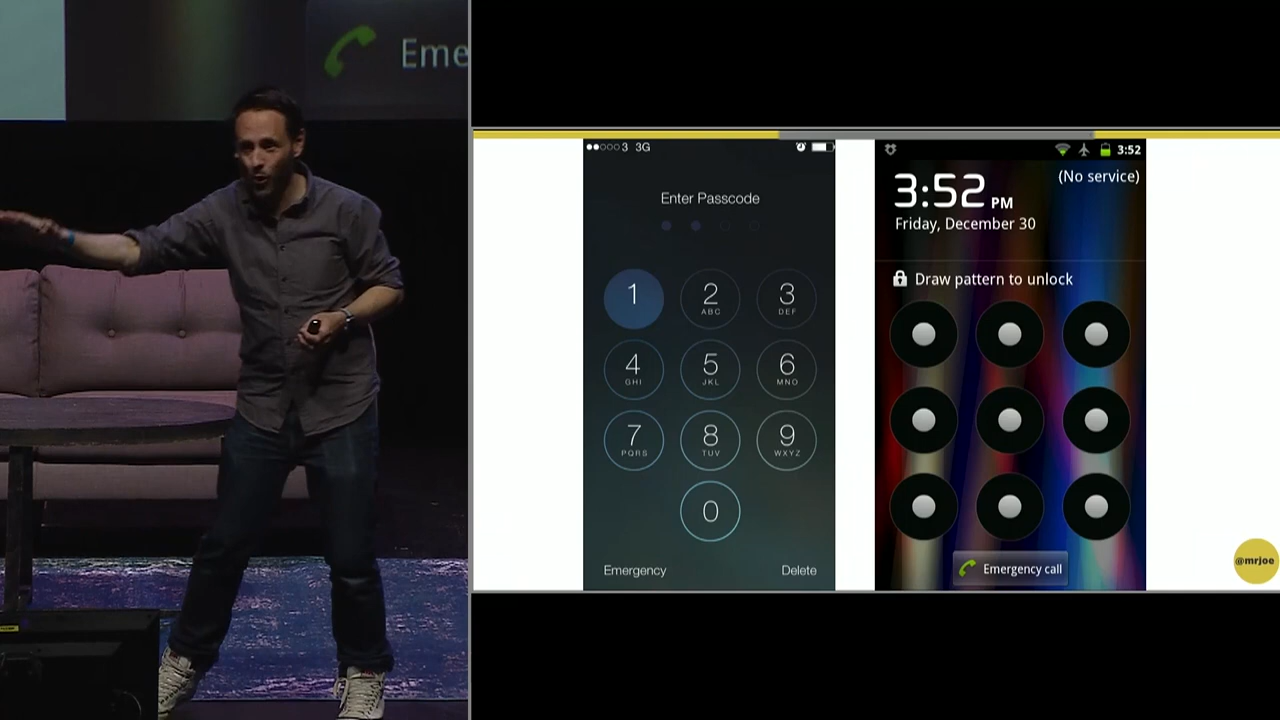 Eme
3 3G
Enter Passcode
1
2
ABC
3
DEF
4
GHI
5
JKL
6
MNO
7
PQRS
8
TUV
9
WXYZ
0
Emergency
Delete
3:52
(No service)
3:52 PM
Friday, December 30
Draw pattern to unlock
Emergency call
@mrjoe